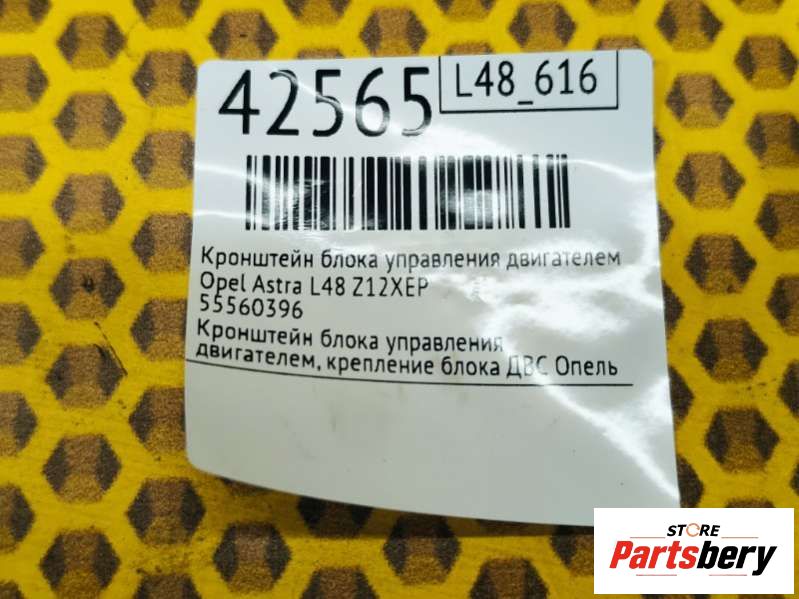 42565
L48_616
Кронштейн блока управления двигателем
Opel Astra L48 Z12XEP
55560396
Кронштейн блока управления
двигателем, крепление блока ДВС Опель
STORE
Partsbery